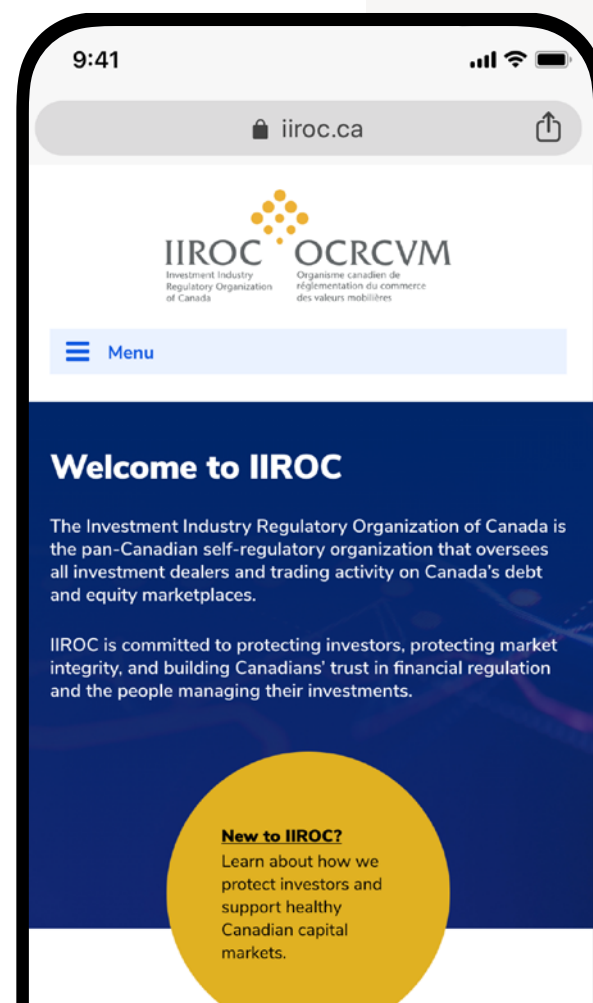 9:41
iiroc.ca
IIROC OCRCVM
Investment Industry
Regulatory Organization
of Canada
Organisme canadien de
réglementation du commerce
des valeurs mobilières
Menu
Welcome to IIROC
The Investment Industry Regulatory Organization of Canada is
the pan-Canadian self-regulatory organization that oversees
all investment dealers and trading activity on Canada’s debt
and equity marketplaces.
IIROC is committed to protecting investors, protecting market
integrity, and building Canadians’ trust in financial regulation
and the people managing their investments.
New to IIROC?
Learn about how we
protect investors and
support healthy
Canadian capital
markets.